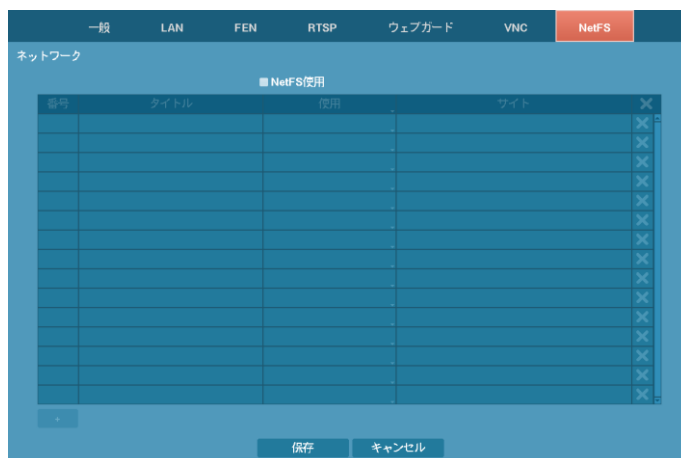 一般 LAN FEN RTSP ウェブガード VNC NetFS
ネットワーク
NetFS使用
番号 タイトル 使用 サイト
+
保存 キャンセル